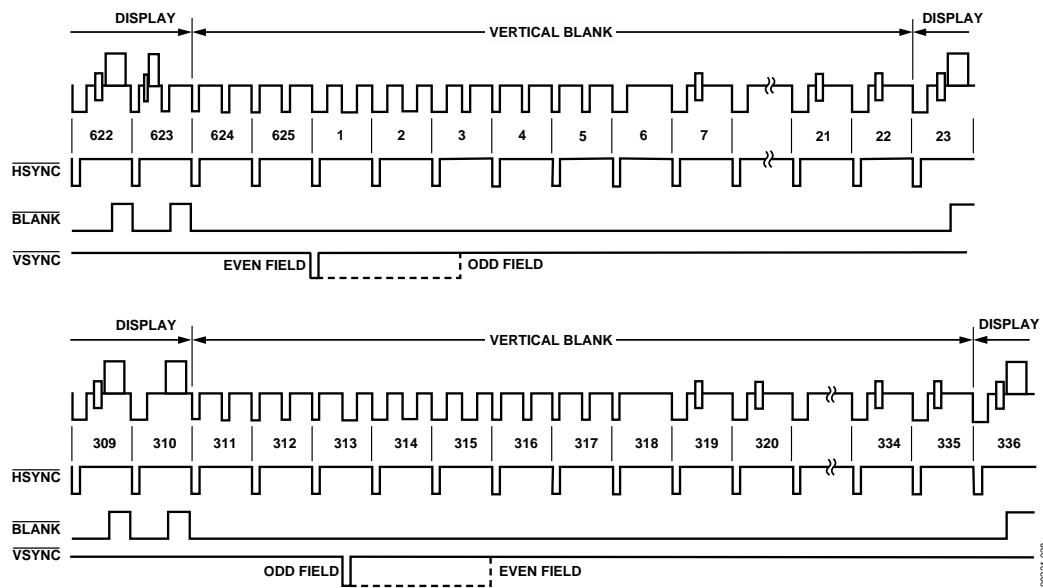 DISPLAY VERTICAL BLANK DISPLAY
622 623 624 625 1 2 3 4 5 6 7 21 22 23
HSYNC
BLANK
VSYNC
EVEN FIELD ODD FIELD
DISPLAY VERTICAL BLANK DISPLAY
309 310 311 312 313 314 315 316 317 318 319 320 334 335 336
HSYNC
BLANK
VSYNC
ODD FIELD EVEN FIELD